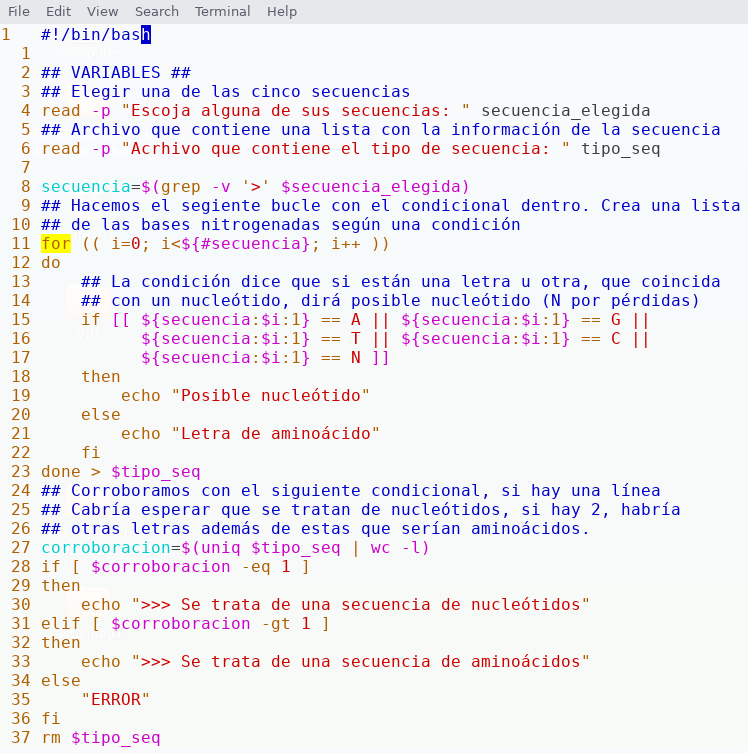 File Edit View Search Terminal Help
1   #!/bin/bash
  1
  2 ## VARIABLES ##
  3 ## Elegir una de las cinco secuencias
  4 read -p "Escoja alguna de sus secuencias: " secuencia_elegida
  5 ## Archivo que contiene una lista con la información de la secuencia
  6 read -p "Acrhivo que contiene el tipo de secuencia: " tipo_seq
  7
  8 secuencia=$(grep -v '>' $secuencia_elegida)
  9 ## Hacemos el segiente bucle con el condicional dentro. Crea una lista
 10 ## de las bases nitrogenadas según una condición
 11 for (( i=0; i<${#secuencia}; i++ ))
 12 do
 13     ## La condición dice que si están una letra u otra, que coincida
 14     ## con un nucleótido, dirá posible nucleótido (N por pérdidas)
 15     if [[ ${secuencia:$i:1} == A || ${secuencia:$i:1} == G ||
 16           ${secuencia:$i:1} == T || ${secuencia:$i:1} == C ||
 17           ${secuencia:$i:1} == N ]]
 18     then
 19         echo "Posible nucleótido"
 20     else
 21         echo "Letra de aminoácido"
 22     fi
 23 done > $tipo_seq
 24 ## Corroboramos con el siguiente condicional, si hay una línea
 25 ## Cabría esperar que se tratan de nucleótidos, si hay 2, habría
 26 ## otras letras además de estas que serían aminoácidos.
 27 corroboracion=$(uniq $tipo_seq | wc -l)
 28 if [ $corroboracion -eq 1 ]
 29 then
 30     echo ">>> Se trata de una secuencia de nucleótidos"
 31 elif [ $corroboracion -gt 1 ]
 32 then
 33     echo ">>> Se trata de una secuencia de aminoácidos"
 34 else
 35     "ERROR"
 36 fi
 37 rm $tipo_seq